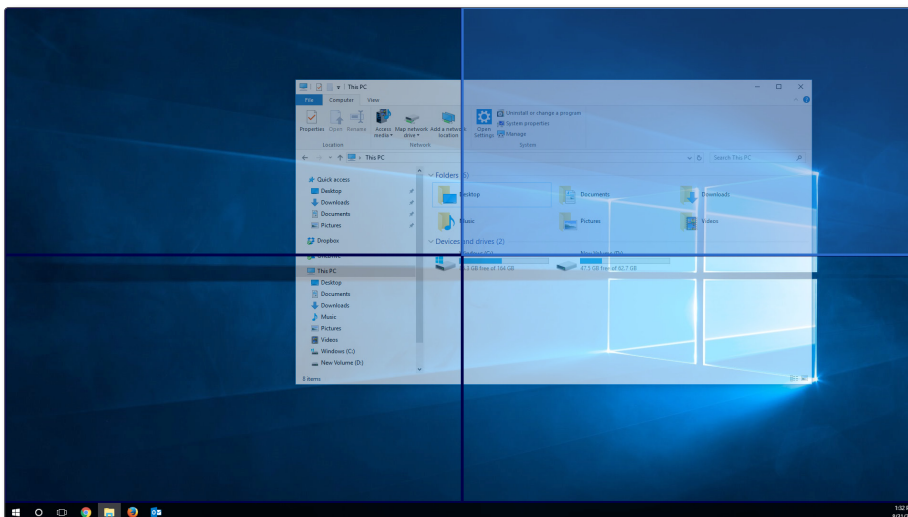 This PC
File Computer View
Properties Open Rename Access media Map network drive Add a network location Open Settings Uninstall or change a program
System properties
Manage
Location Network System
This PC Search This PC
Quick access
Desktop
Downloads
Documents
Pictures
Dropbox
This PC
Desktop
Documents
Downloads
Music
Pictures
Videos
Windows (C:)
New Volume (D:)
Folders (6)
Desktop Documents Downloads
Music Pictures Videos
Devices and drives (2)
GB free of 164 GB 47.5 GB free of 62.7 GB
8 items
1:32